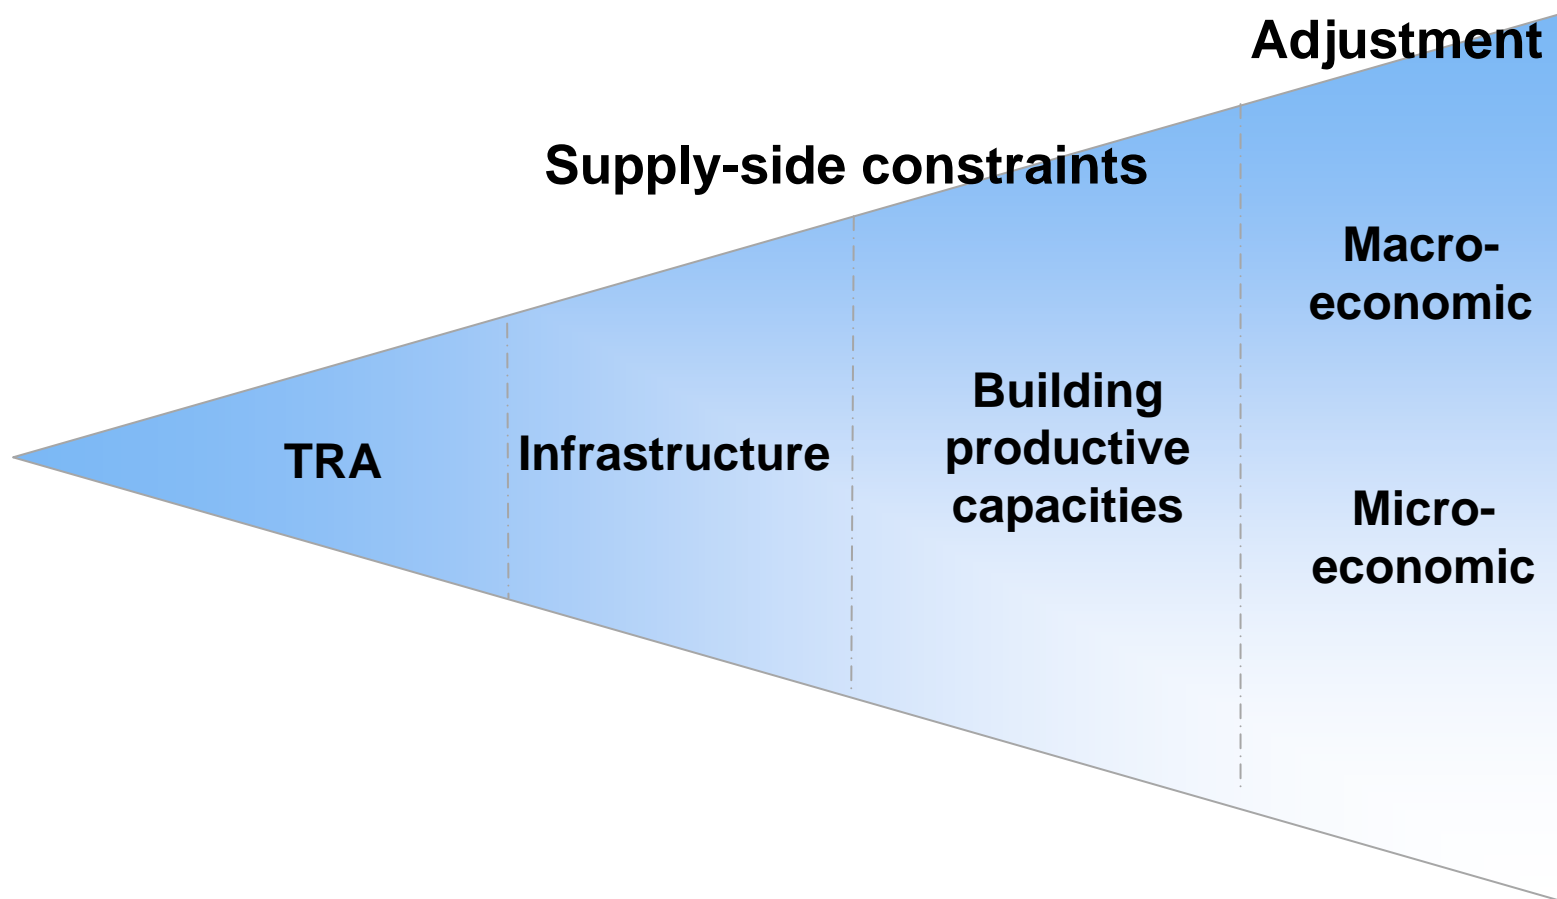 Adjustment
Supply-side constraints
TRA
Infrastructure
Building
productive
capacities
Macro-
economic
Micro-
economic